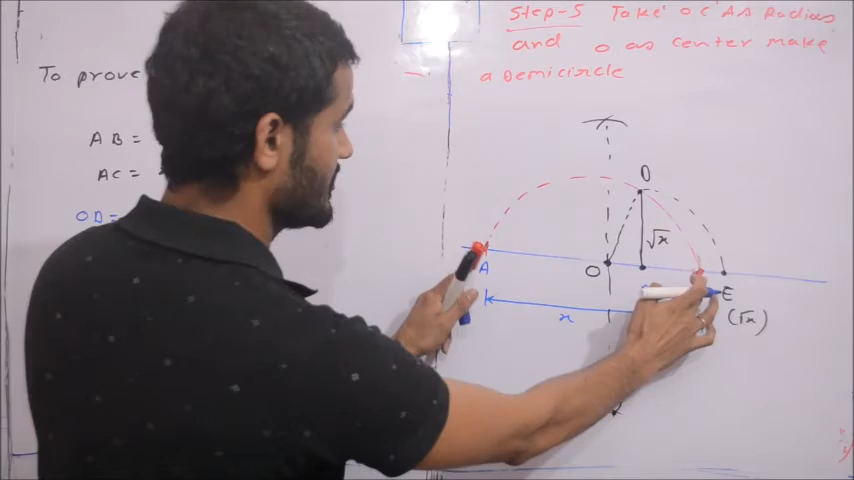 Step-5 Take OC As Radius
and O as center make
a semicircle
To prove
AB =
AC =
OD =
D
√x
A
O
E
x
(√x)